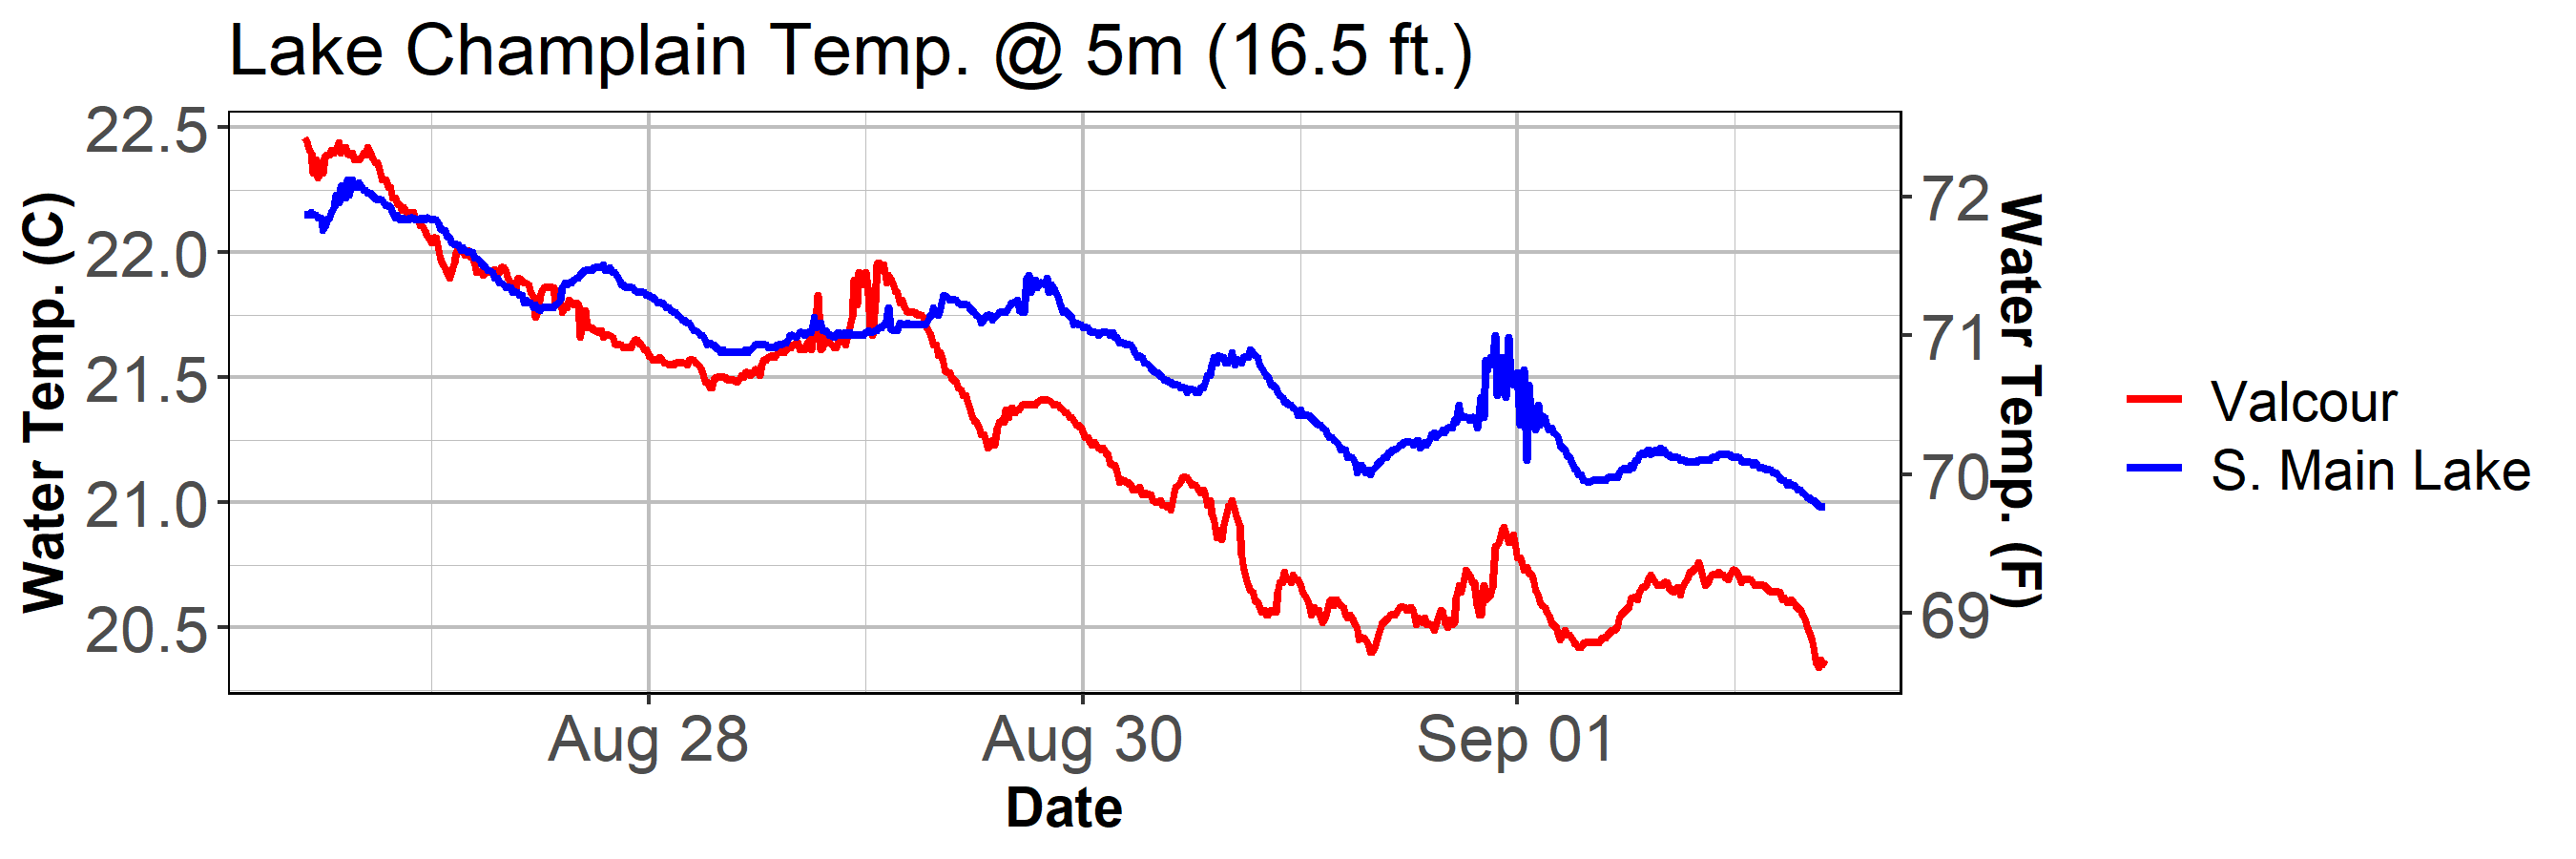 Lake Champlain Temp. @ 5m (16.5 ft.)
Water Temp. (C)
22.5
22.0
21.5
21.0
20.5
72
71
70
69
Water Temp. (F)
Aug 28
Aug 30
Sep 01
Date
Valcour
S. Main Lake